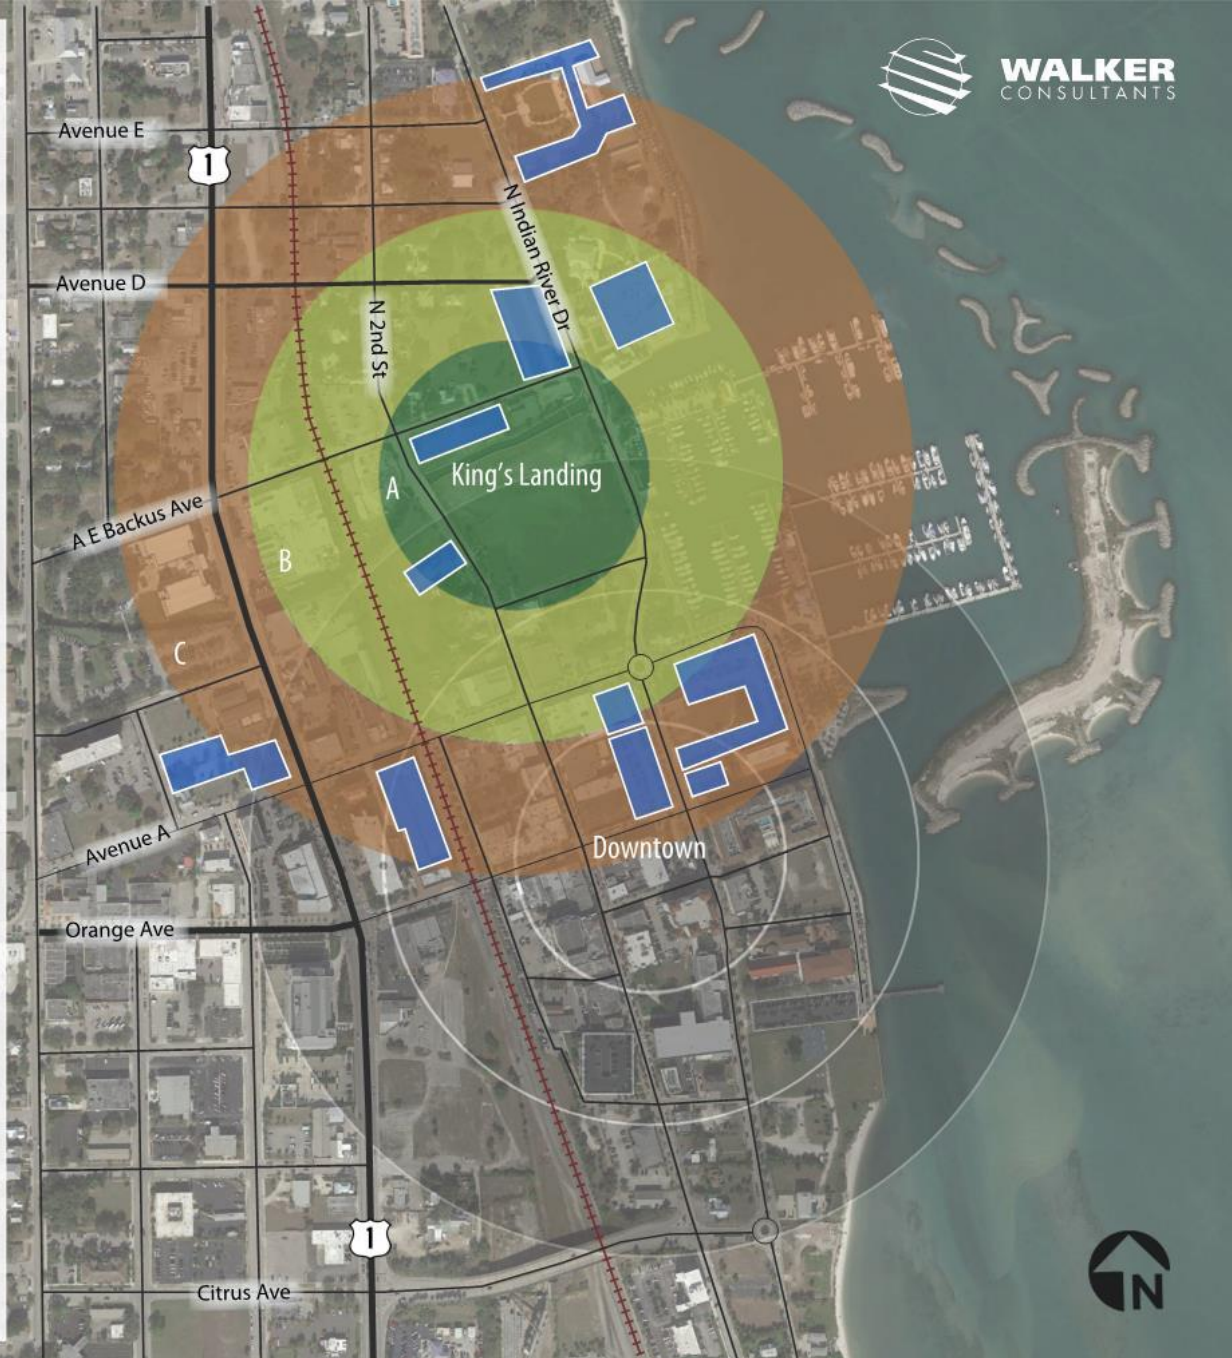 WALKER
CONSULTANTS
Avenue E
1
N Indian River Dr
Avenue D
N 2nd St
King's Landing
A
A E Backus Ave
B
C
Avenue A
Downtown
Orange Ave
1
Citrus Ave
N